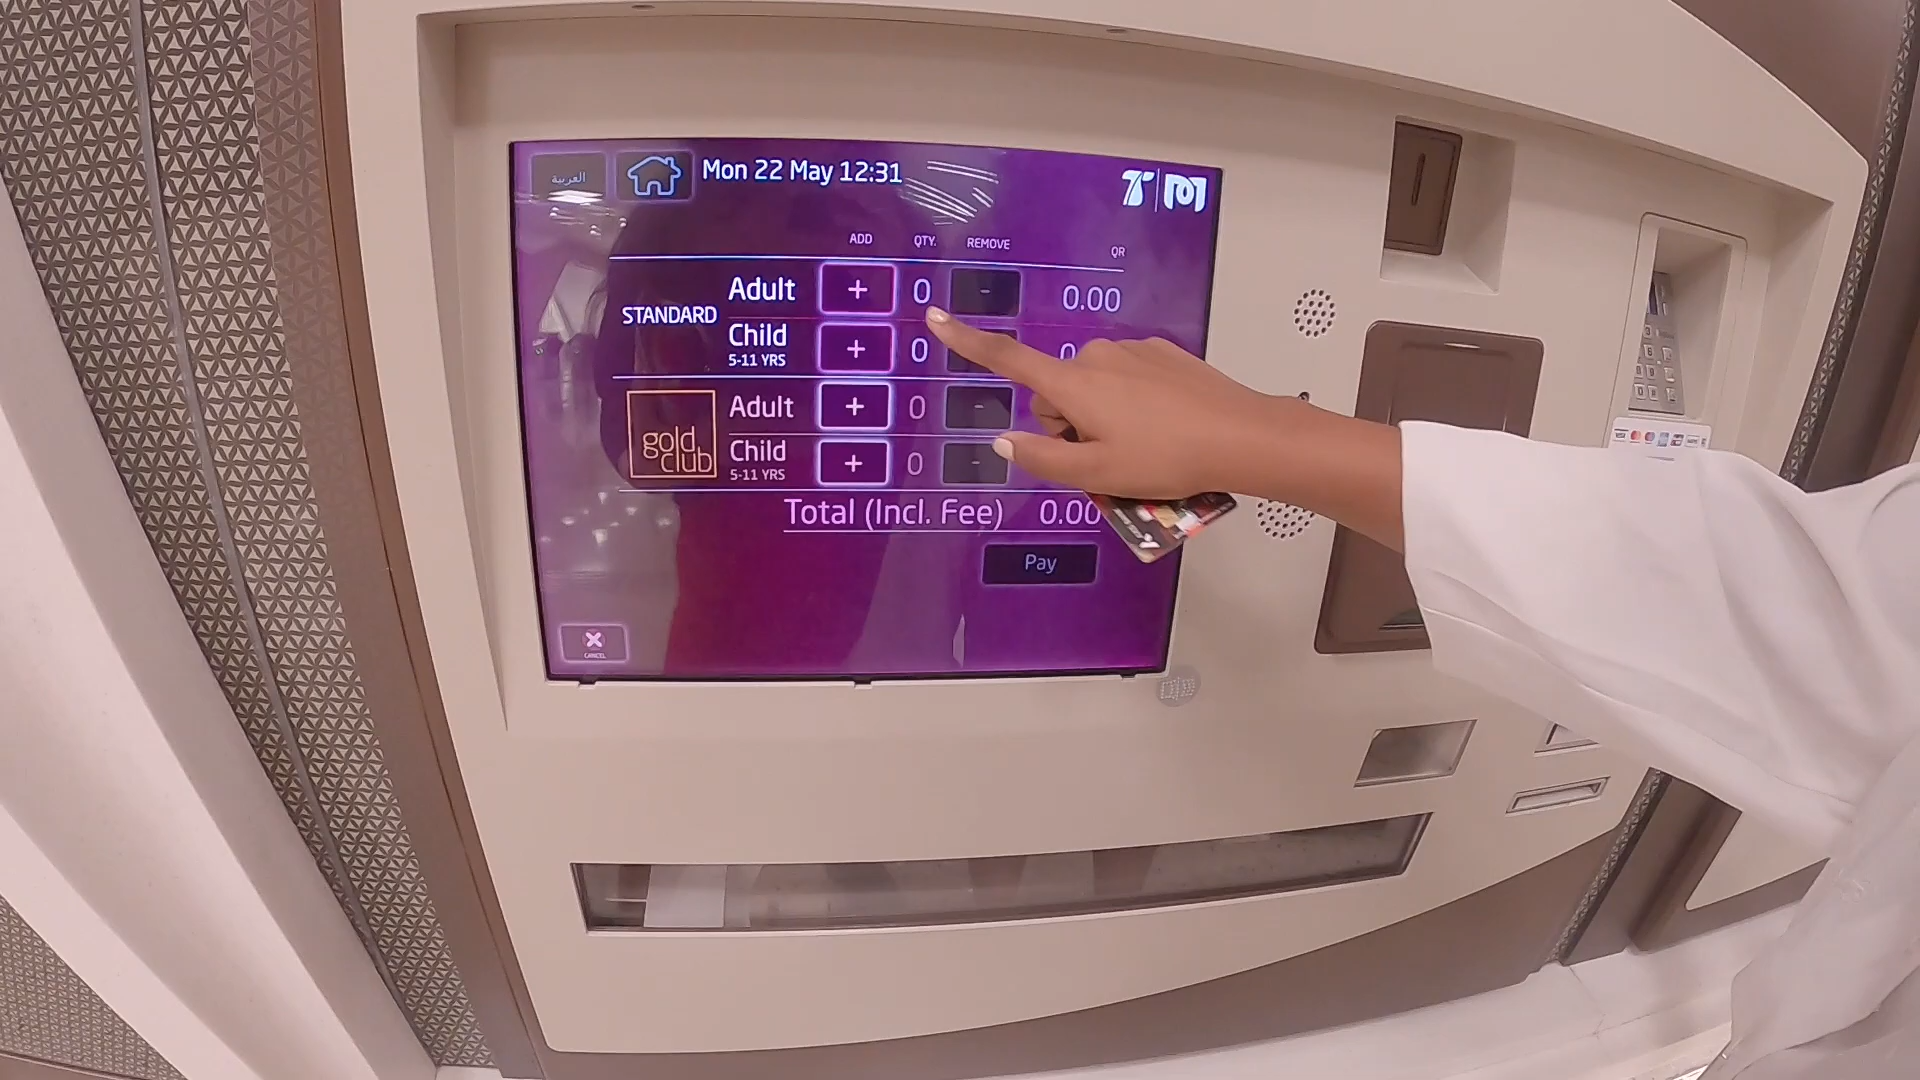 العربية
Mon 22 May 12:31
ADD QTY. REMOVE QR
STANDARD
Adult + 0 - 0.00
Child + 0
5-11 YRS
gold club
Adult + 0 -
Child + 0 -
5-11 YRS
Total (Incl. Fee) 0.00
Pay
CANCEL